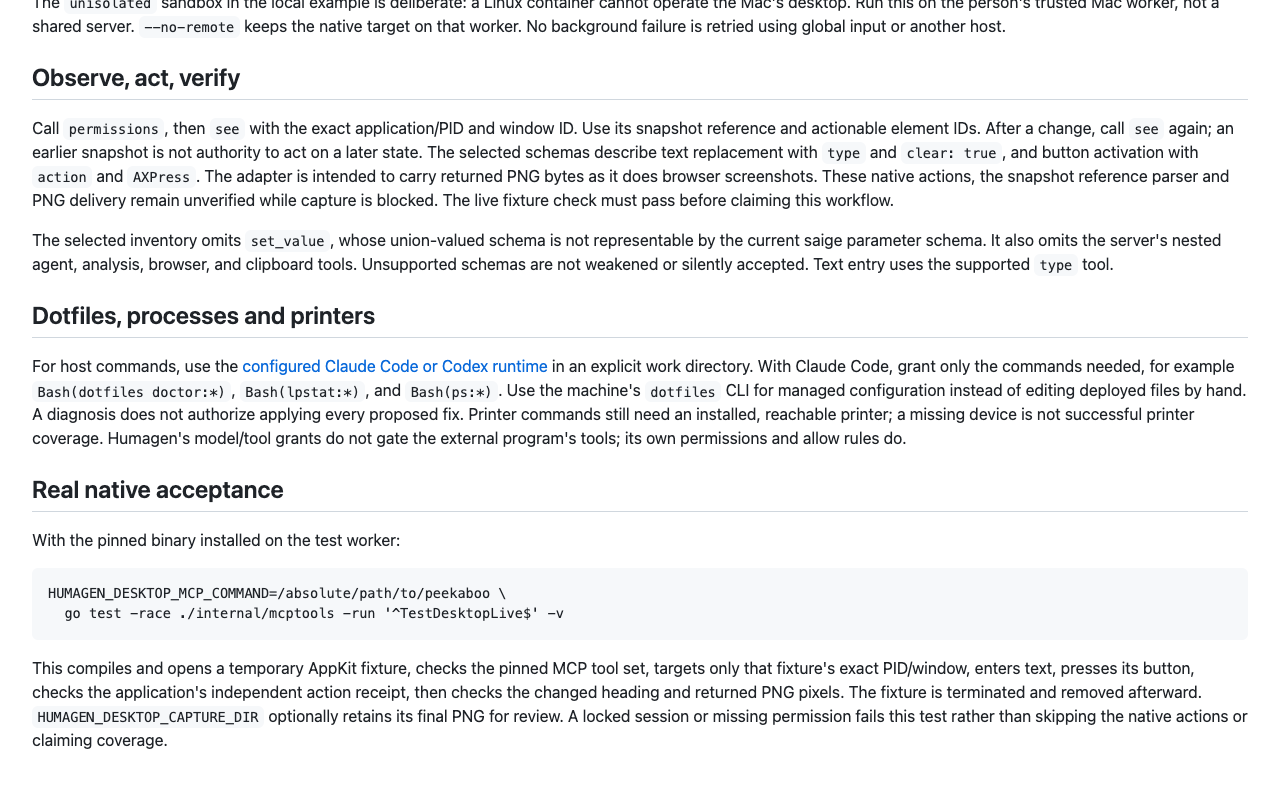 The unisolated sandbox in the local example is deliberate: a Linux container cannot operate the Mac's desktop. Run this on the person's trusted Mac worker, not a
shared server. --no-remote keeps the native target on that worker. No background failure is retried using global input or another host.
Observe, act, verify
Call permissions, then see with the exact application/PID and window ID. Use its snapshot reference and actionable element IDs. After a change, call see again; an
earlier snapshot is not authority to act on a later state. The selected schemas describe text replacement with type and clear: true, and button activation with
action and AXPress. The adapter is intended to carry returned PNG bytes as it does browser screenshots. These native actions, the snapshot reference parser and
PNG delivery remain unverified while capture is blocked. The live fixture check must pass before claiming this workflow.
The selected inventory omits set_value, whose union-valued schema is not representable by the current saige parameter schema. It also omits the server's nested
agent, analysis, browser, and clipboard tools. Unsupported schemas are not weakened or silently accepted. Text entry uses the supported type tool.
Dotfiles, processes and printers
For host commands, use the configured Claude Code or Codex runtime in an explicit work directory. With Claude Code, grant only the commands needed, for example
Bash(dotfiles doctor:*), Bash(lpstat:*), and Bash(ps:*). Use the machine's dotfiles CLI for managed configuration instead of editing deployed files by hand.
A diagnosis does not authorize applying every proposed fix. Printer commands still need an installed, reachable printer; a missing device is not successful printer
coverage. Humagen's model/tool grants do not gate the external program's tools; its own permissions and allow rules do.
Real native acceptance
With the pinned binary installed on the test worker:
HUMAGEN_DESKTOP_MCP_COMMAND=/absolute/path/to/peekaboo \
go test -race ./internal/mcptools -run '^TestDesktopLive$' -v
This compiles and opens a temporary AppKit fixture, checks the pinned MCP tool set, targets only that fixture's exact PID/window, enters text, presses its button,
checks the application's independent action receipt, then checks the changed heading and returned PNG pixels. The fixture is terminated and removed afterward.
HUMAGEN_DESKTOP_CAPTURE_DIR optionally retains its final PNG for review. A locked session or missing permission fails this test rather than skipping the native actions or
claiming coverage.